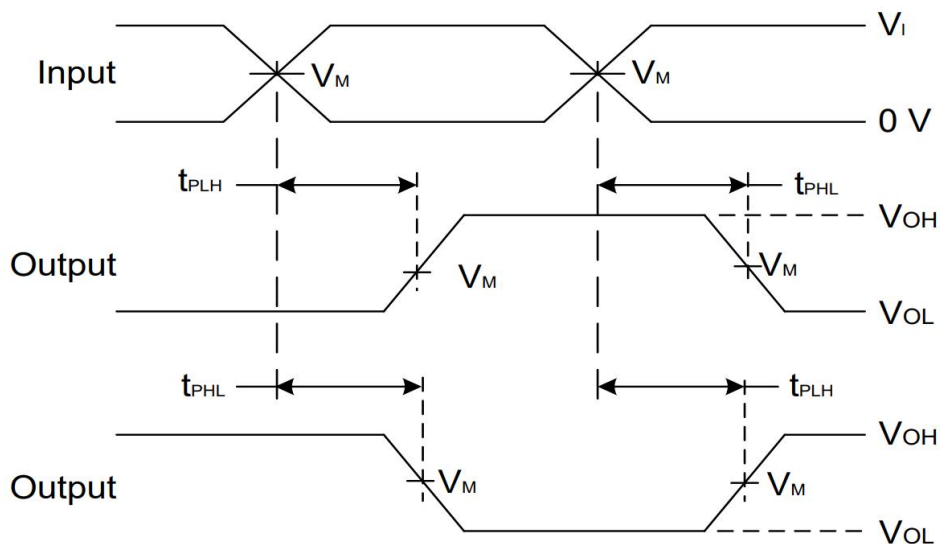 VI
Input VM VM
0 V
tPLH tPHL
VOH
Output VM VM
VOL
tPHL tPLH
VOH
Output VM VM
VOL